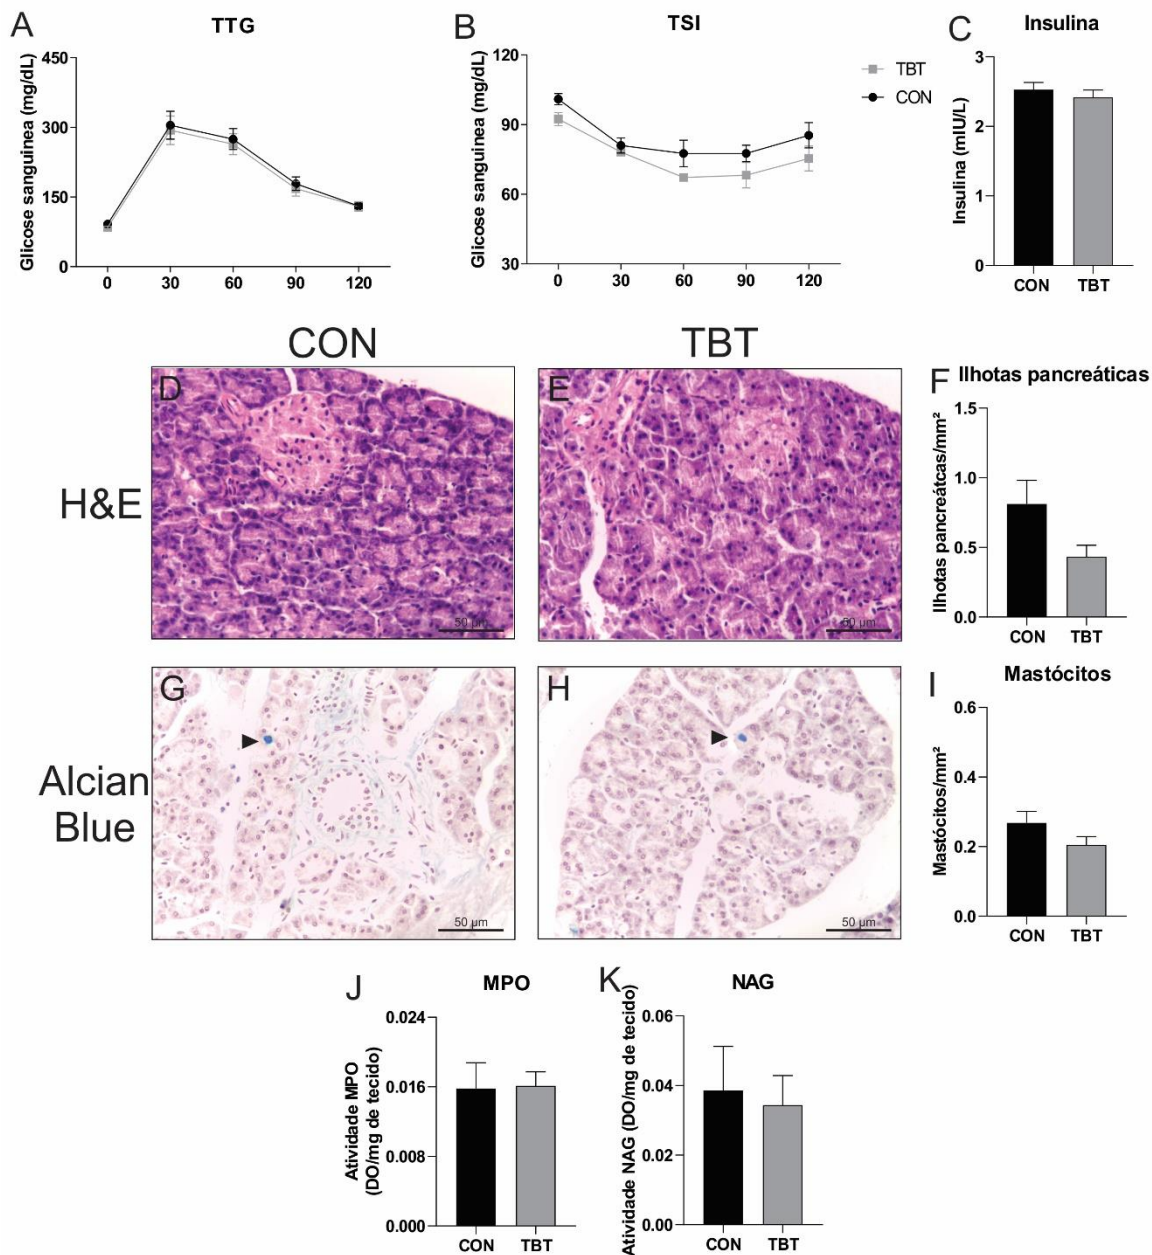 A
TTG
Glicose sanguinea (mg/dL)
450
300
150
0
0 30 60 90 120
B
TSI
Glicose sanguinea (mg/dL)
120
90
60
30
0 30 60 90 120
TBT
CON
C
Insulina
Insulina (mIU/L)
3
2
1
0
CON TBT
CON
TBT
H&E
D
50 µm
E
50 µm
F
Ilhotas pancreáticas
Ilhotas pancreátcas/mm²
1.5
1.0
0.5
0.0
CON TBT
Alcian
Blue
G
50 µm
H
50 µm
I
Mastócitos
Mastócitos/mm²
0.6
0.4
0.2
0.0
CON TBT
J
MPO
Atividade MPO
(DO/mg de tecido)
0.024
0.016
0.008
0.000
CON TBT
K
NAG
Atividade NAG (DO/mg de tecido)
0.06
0.04
0.02
0.00
CON TBT